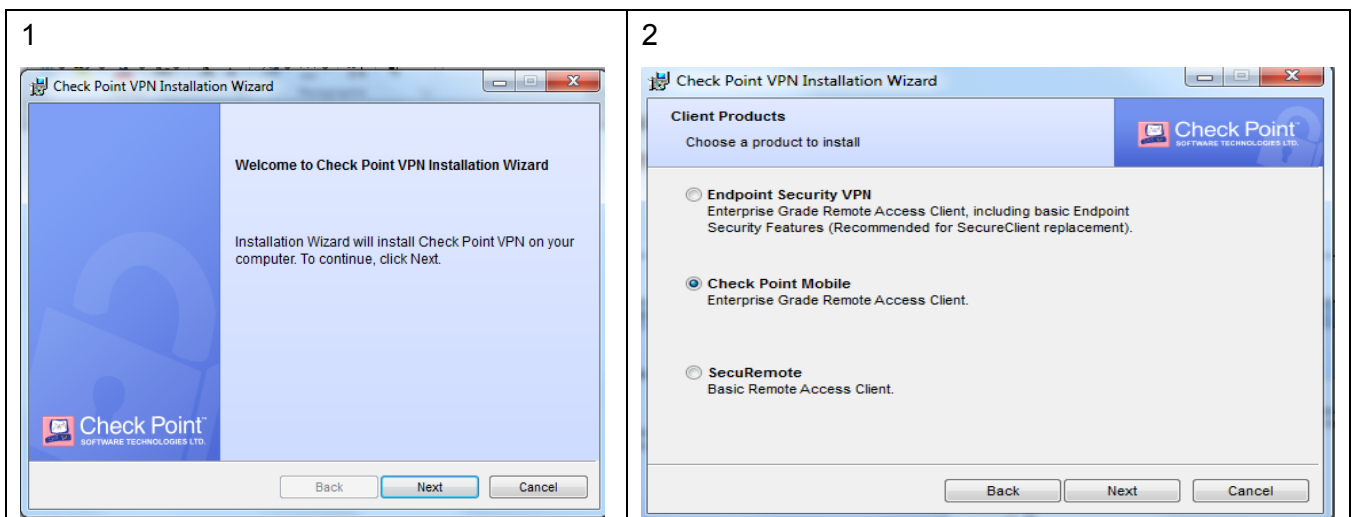 1
Check Point VPN Installation Wizard
Welcome to Check Point VPN Installation Wizard
Installation Wizard will install Check Point VPN on your
computer. To continue, click Next.
Check Point™
SOFTWARE TECHNOLOGIES LTD.
Back Next Cancel
2
Check Point VPN Installation Wizard
Client Products
Choose a product to install
Check Point™
SOFTWARE TECHNOLOGIES LTD.
Endpoint Security VPN
Enterprise Grade Remote Access Client, including basic Endpoint
Security Features (Recommended for SecureClient replacement).
Check Point Mobile
Enterprise Grade Remote Access Client.
SecuRemote
Basic Remote Access Client.
Back Next Cancel